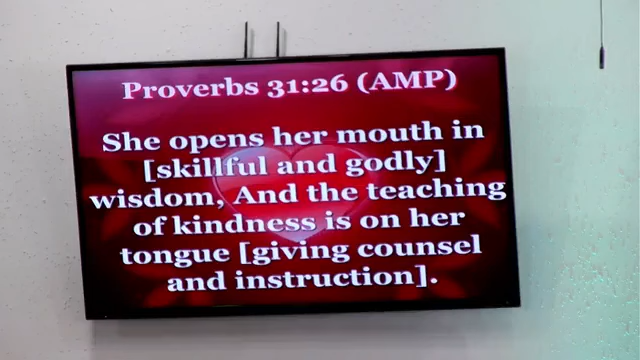 Proverbs 31:26 (AMP)
She opens her mouth in
[skillful and godly]
wisdom, And the teaching
of kindness is on her
tongue [giving counsel
and instruction].